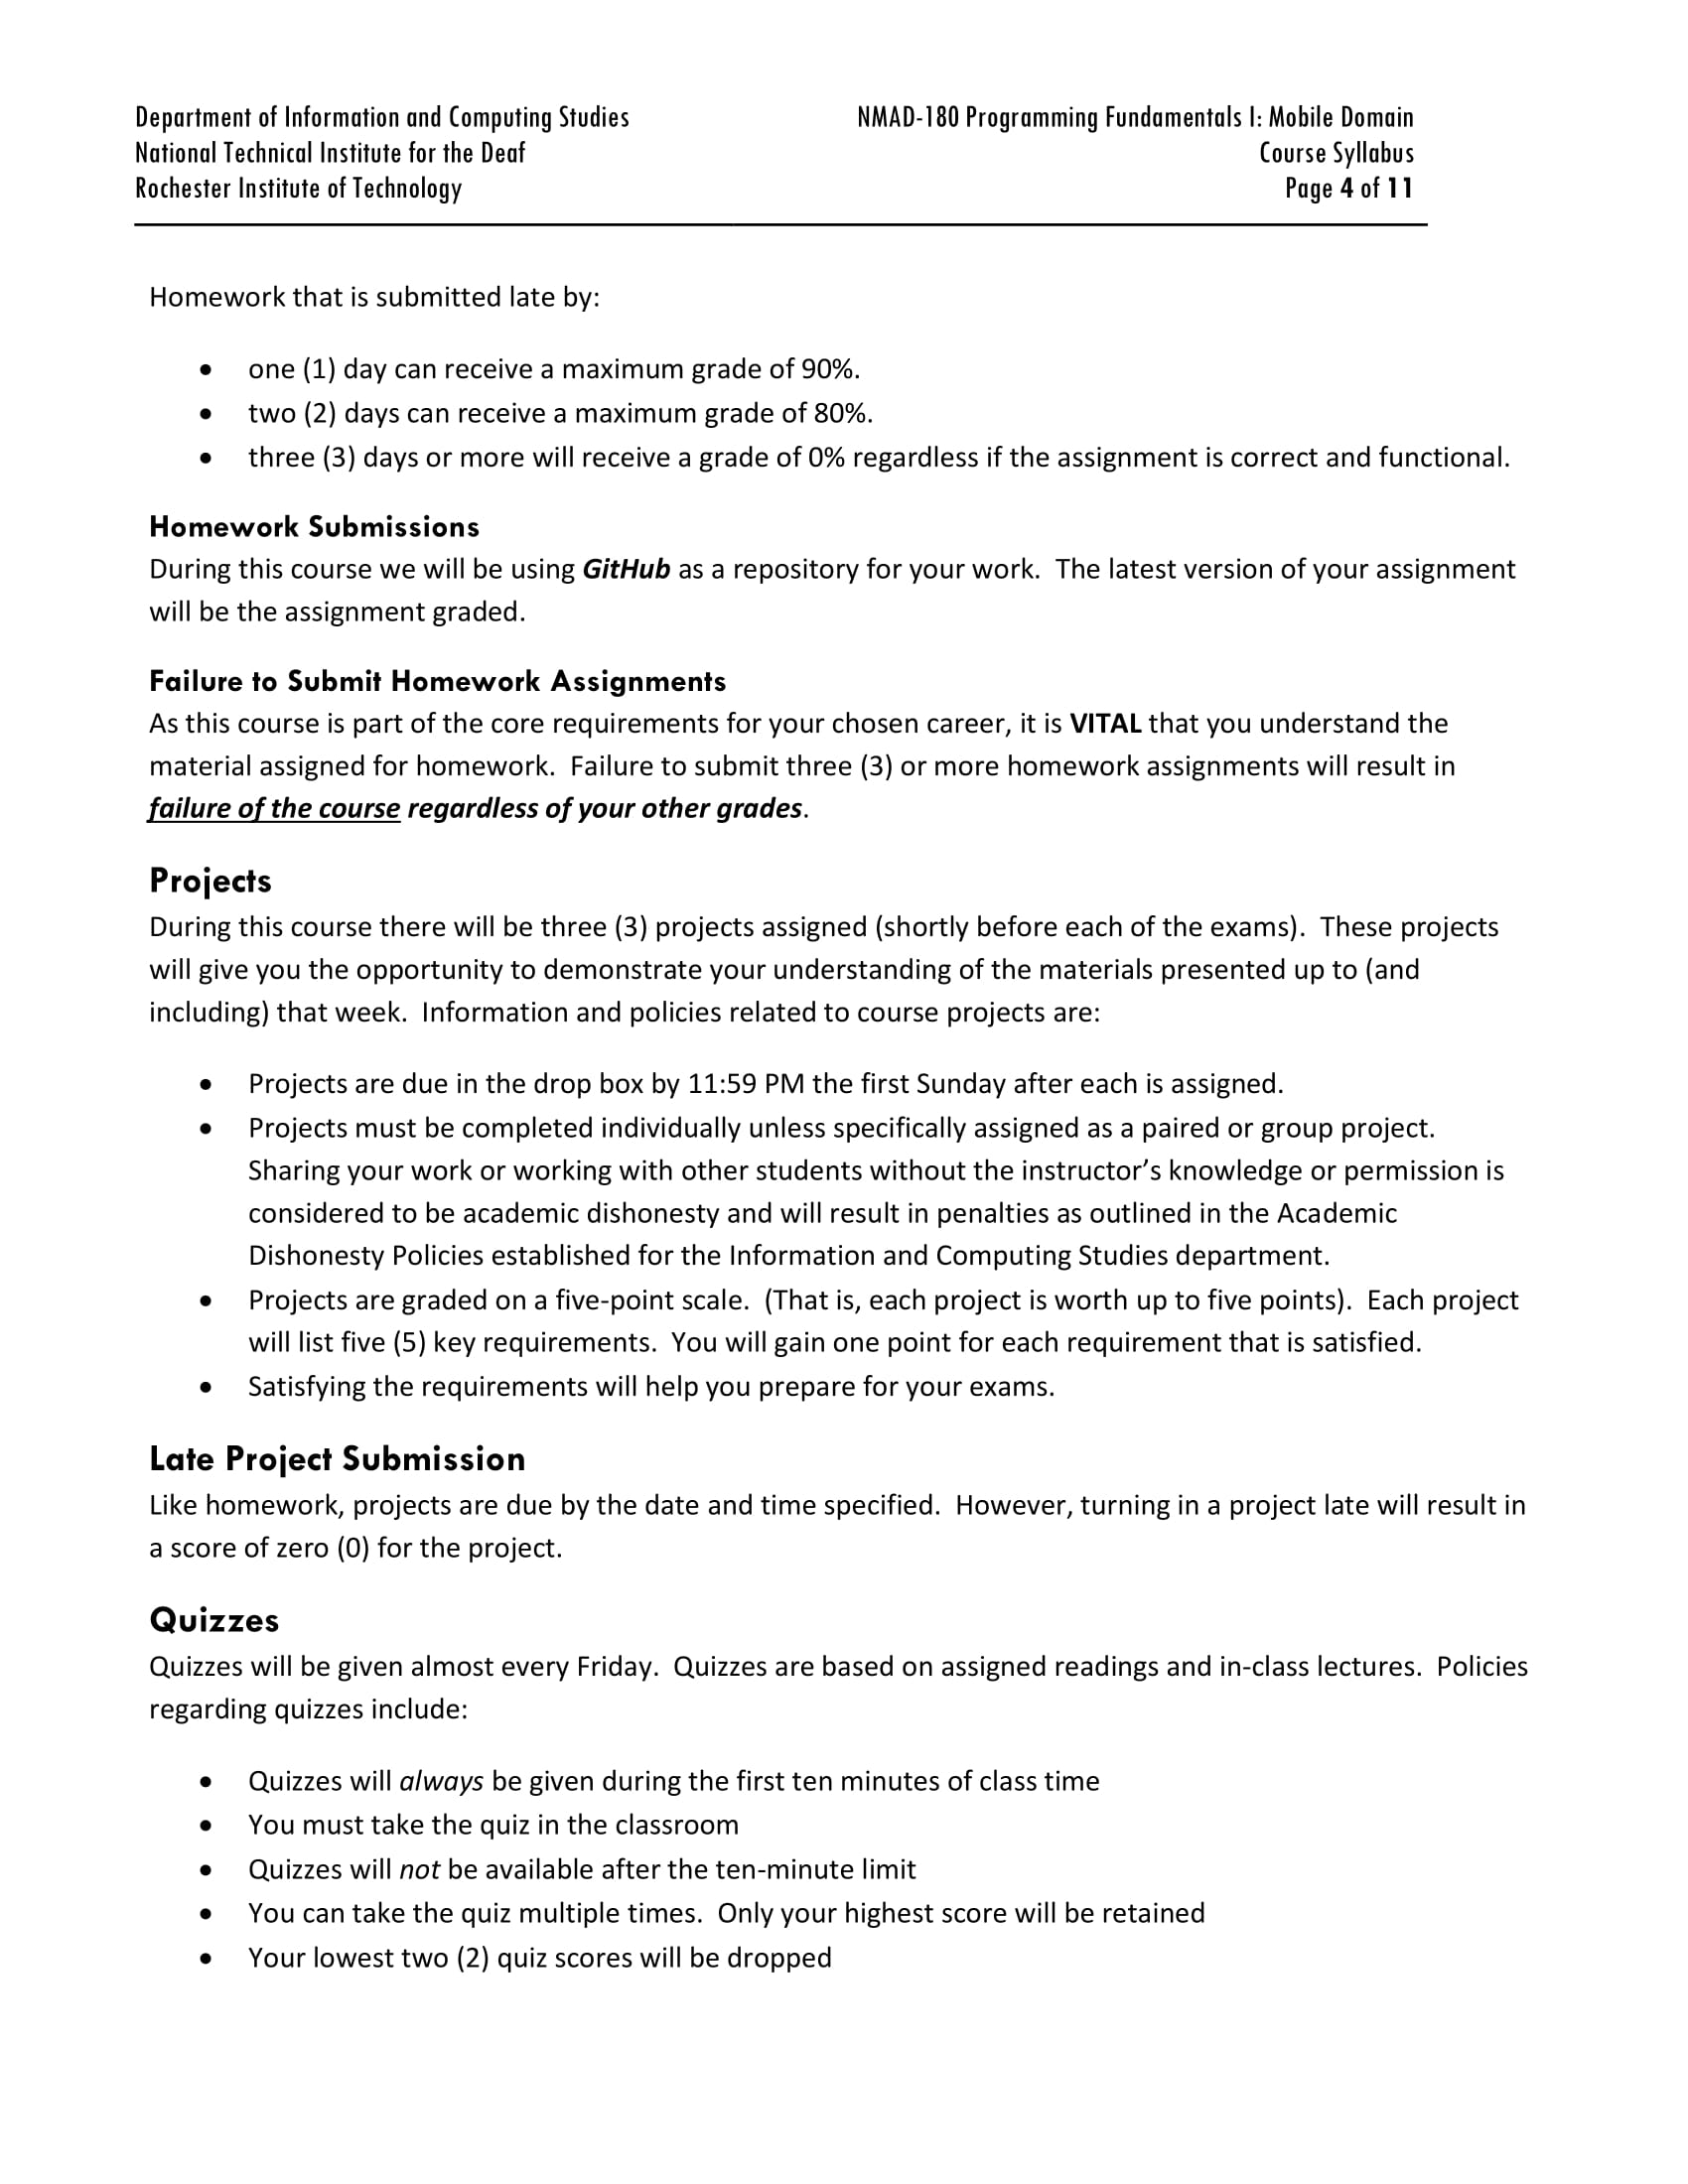 Department of Information and Computing Studies
National Technical Institute for the Deaf
Rochester Institute of Technology
NMAD-180 Programming Fundamentals I: Mobile Domain
Course Syllabus
Page 4 of 11
Homework that is submitted late by:
• one (1) day can receive a maximum grade of 90%.
• two (2) days can receive a maximum grade of 80%.
• three (3) days or more will receive a grade of 0% regardless if the assignment is correct and functional.
Homework Submissions
During this course we will be using GitHub as a repository for your work.  The latest version of your assignment
will be the assignment graded.
Failure to Submit Homework Assignments
As this course is part of the core requirements for your chosen career, it is VITAL that you understand the
material assigned for homework.  Failure to submit three (3) or more homework assignments will result in
failure of the course regardless of your other grades.
Projects
During this course there will be three (3) projects assigned (shortly before each of the exams).  These projects
will give you the opportunity to demonstrate your understanding of the materials presented up to (and
including) that week.  Information and policies related to course projects are:
• Projects are due in the drop box by 11:59 PM the first Sunday after each is assigned.
• Projects must be completed individually unless specifically assigned as a paired or group project.
Sharing your work or working with other students without the instructor’s knowledge or permission is
considered to be academic dishonesty and will result in penalties as outlined in the Academic
Dishonesty Policies established for the Information and Computing Studies department.
• Projects are graded on a five-point scale.  (That is, each project is worth up to five points).  Each project
will list five (5) key requirements.  You will gain one point for each requirement that is satisfied.
• Satisfying the requirements will help you prepare for your exams.
Late Project Submission
Like homework, projects are due by the date and time specified.  However, turning in a project late will result in
a score of zero (0) for the project.
Quizzes
Quizzes will be given almost every Friday.  Quizzes are based on assigned readings and in-class lectures.  Policies
regarding quizzes include:
• Quizzes will always be given during the first ten minutes of class time
• You must take the quiz in the classroom
• Quizzes will not be available after the ten-minute limit
• You can take the quiz multiple times.  Only your highest score will be retained
• Your lowest two (2) quiz scores will be dropped